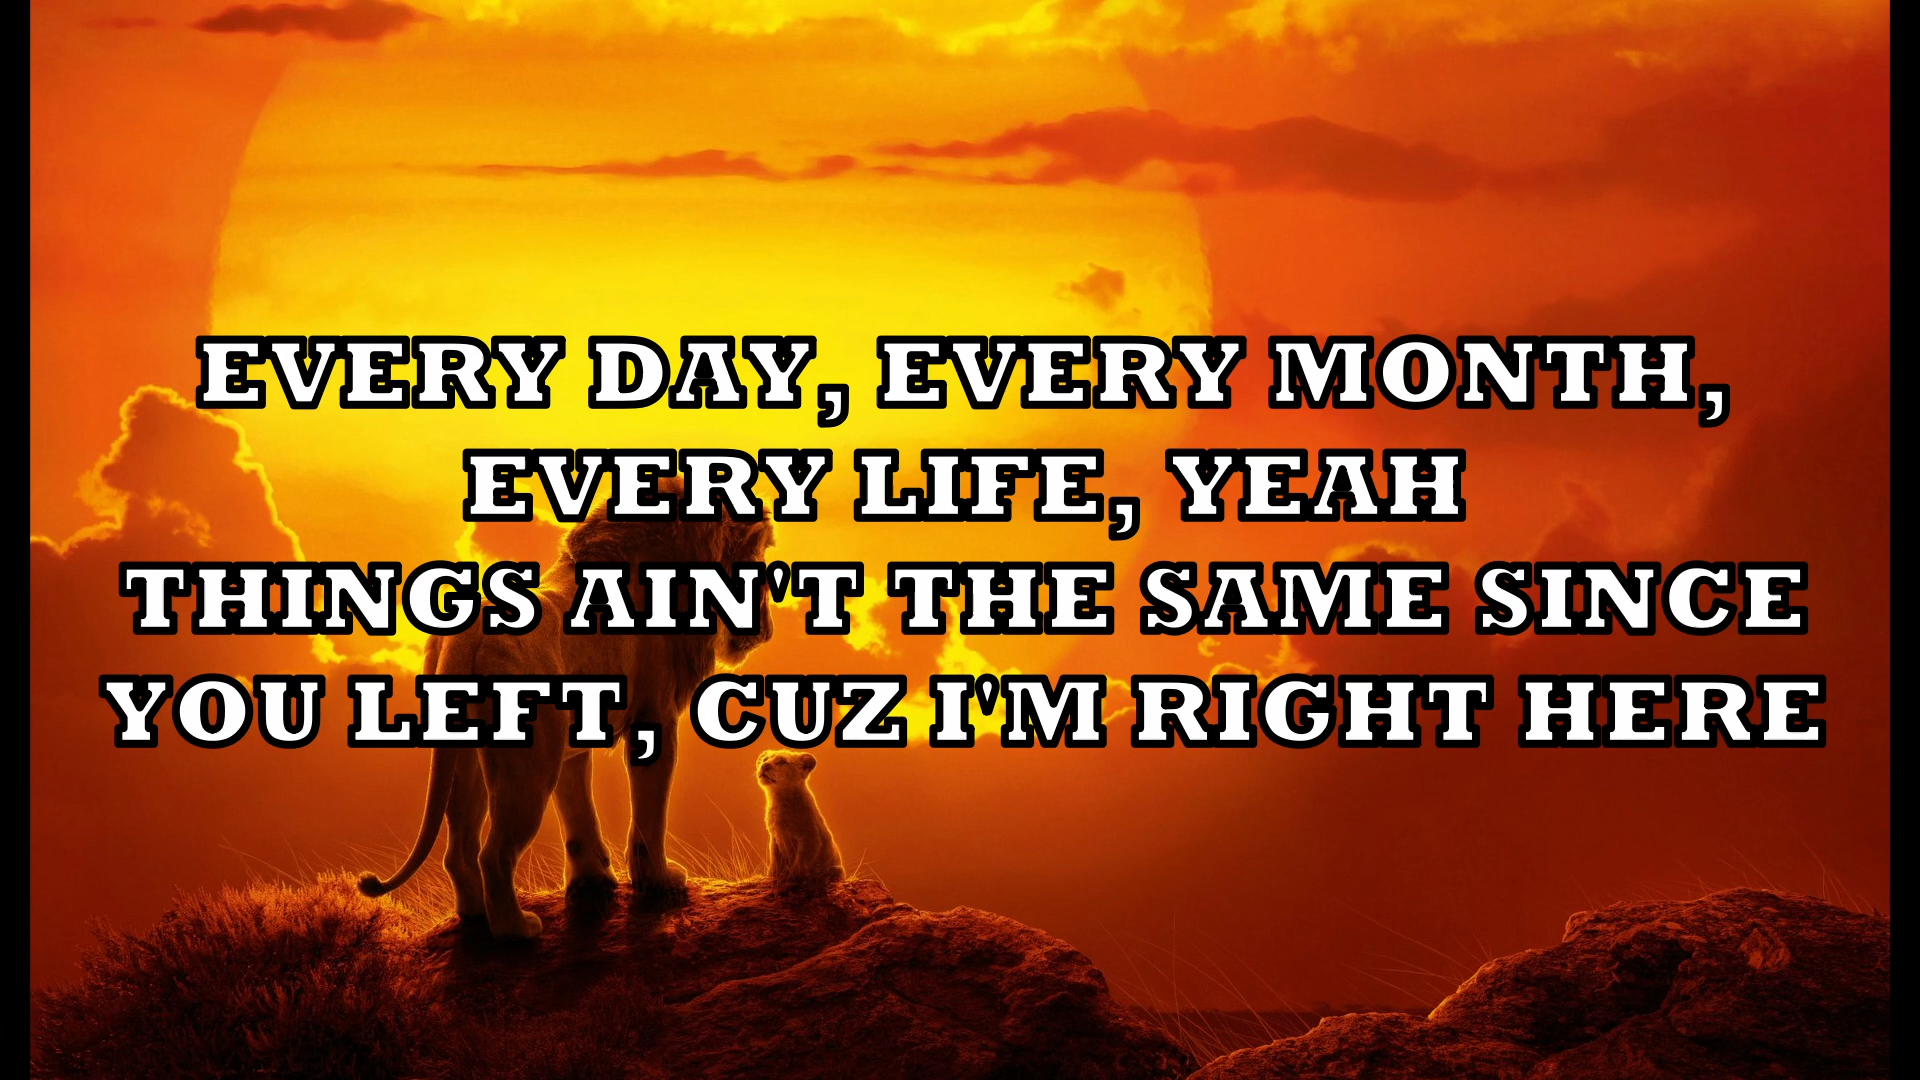 EVERY DAY, EVERY MONTH,
EVERY LIFE, YEAH
THINGS AIN'T THE SAME SINCE
YOU LEFT, CUZ I'M RIGHT HERE